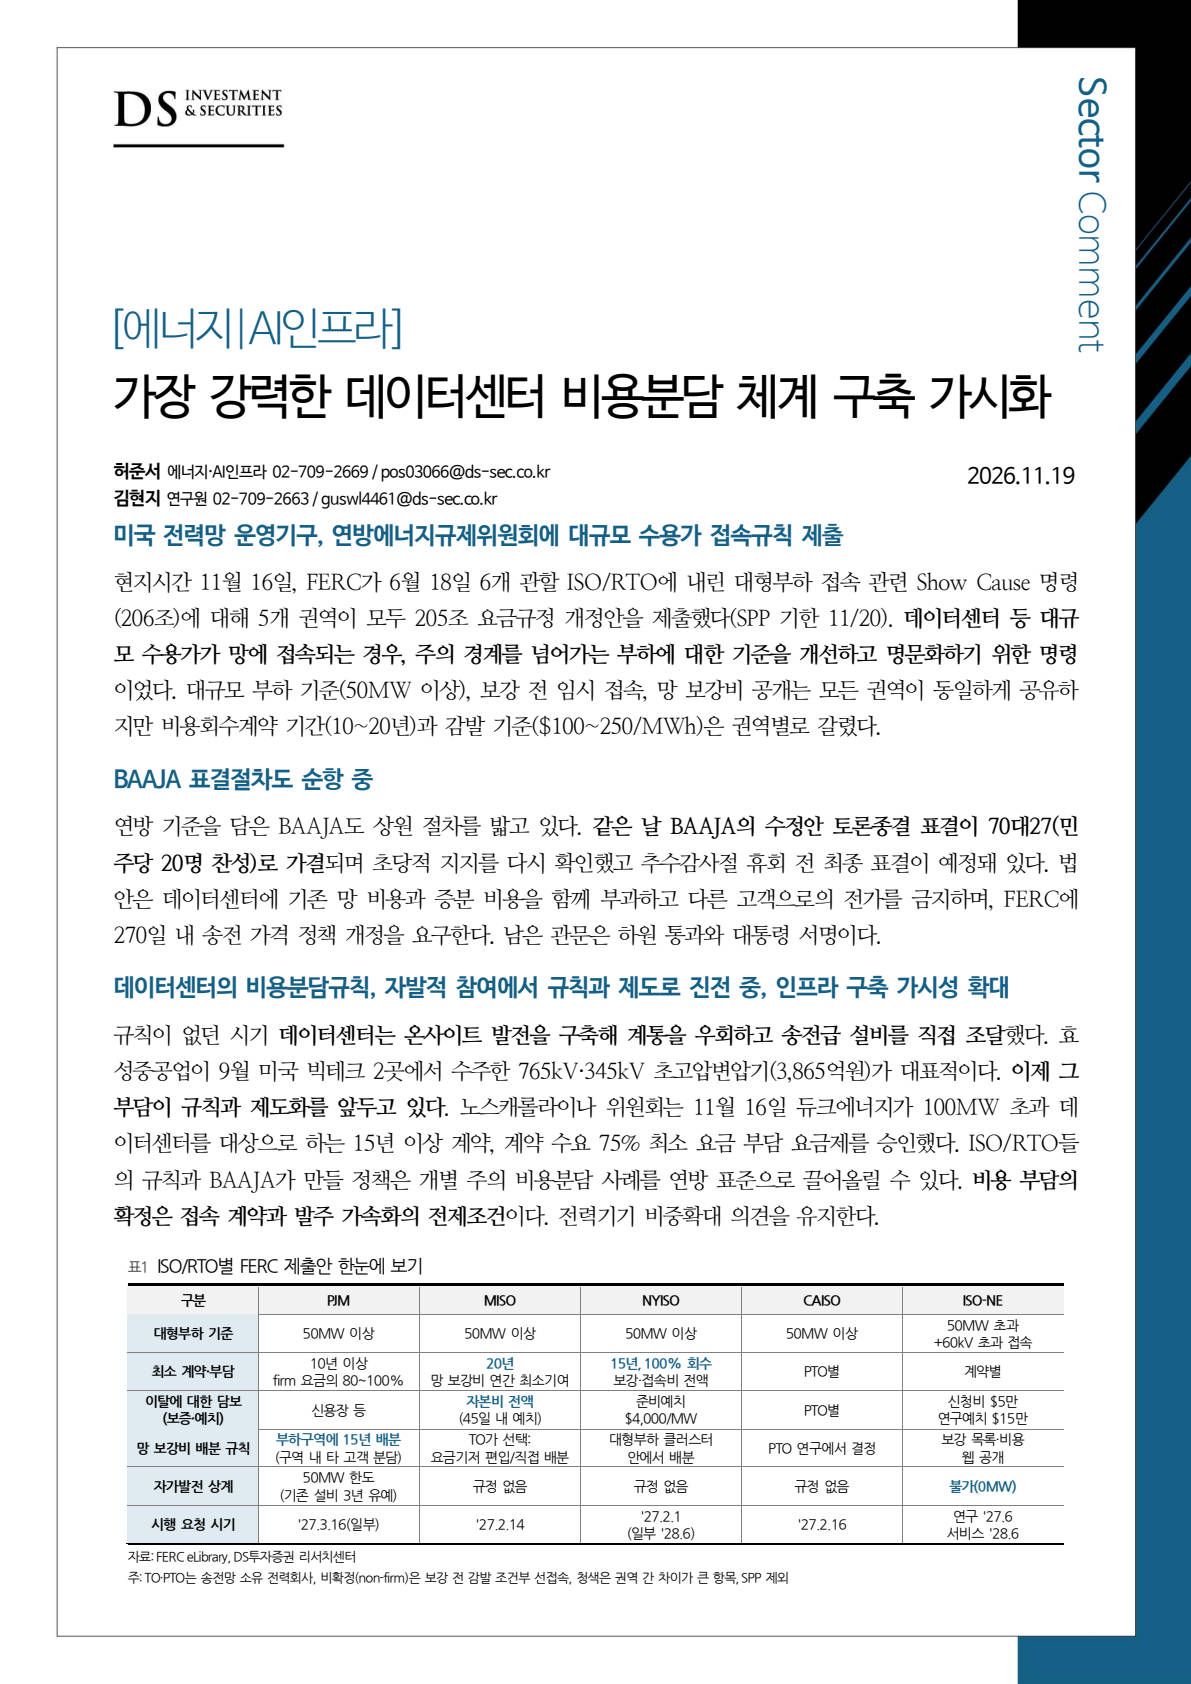 DS INVESTMENT & SECURITIES
Sector Comment
[에너지|AI인프라]
가장 강력한 데이터센터 비용분담 체계 구축 가시화
허준서 에너지·AI인프라 02-709-2669 / pos03066@ds-sec.co.kr
2026.11.19
김현지 연구원 02-709-2663 / guswl4461@ds-sec.co.kr
미국 전력망 운영기구, 연방에너지규제위원회에 대규모 수용가 접속규칙 제출
현지시간 11월 16일, FERC가 6월 18일 6개 관할 ISO/RTO에 내린 대형부하 접속 관련 Show Cause 명령
(206조)에 대해 5개 권역이 모두 205조 요금규정 개정안을 제출했다(SPP 기한 11/20). 데이터센터 등 대규
모 수용가가 망에 접속되는 경우, 주의 경계를 넘어가는 부하에 대한 기준을 개선하고 명문화하기 위한 명령
이었다. 대규모 부하 기준(50MW 이상), 보강 전 임시 접속, 망 보강비 공개는 모든 권역이 동일하게 공유하
지만 비용회수계약 기간(10~20년)과 감발 기준($100~250/MWh)은 권역별로 갈렸다.
BAAJA 표결절차도 순항 중
연방 기준을 담은 BAAJA도 상원 절차를 밟고 있다. 같은 날 BAAJA의 수정안 토론종결 표결이 70대27(민
주당 20명 찬성)로 가결되며 초당적 지지를 다시 확인했고 추수감사절 휴회 전 최종 표결이 예정돼 있다. 법
안은 데이터센터에 기존 망 비용과 증분 비용을 함께 부과하고 다른 고객으로의 전가를 금지하며, FERC에
270일 내 송전 가격 정책 개정을 요구한다. 남은 관문은 하원 통과와 대통령 서명이다.
데이터센터의 비용분담규칙, 자발적 참여에서 규칙과 제도로 진전 중, 인프라 구축 가시성 확대
규칙이 없던 시기 데이터센터는 온사이트 발전을 구축해 계통을 우회하고 송전급 설비를 직접 조달했다. 효
성중공업이 9월 미국 빅테크 2곳에서 수주한 765kV·345kV 초고압변압기(3,865억원)가 대표적이다. 이제 그
부담이 규칙과 제도화를 앞두고 있다. 노스캐롤라이나 위원회는 11월 16일 듀크에너지가 100MW 초과 데
이터센터를 대상으로 하는 15년 이상 계약, 계약 수요 75% 최소 요금 부담 요금제를 승인했다. ISO/RTO들
의 규칙과 BAAJA가 만들 정책은 개별 주의 비용분담 사례를 연방 표준으로 끌어올릴 수 있다. 비용 부담의
확정은 접속 계약과 발주 가속화의 전제조건이다. 전력기기 비중확대 의견을 유지한다.
표1 ISO/RTO별 FERC 제출안 한눈에 보기
구분 PJM MISO NYISO CAISO ISO-NE
대형부하 기준 50MW 이상 50MW 이상 50MW 이상 50MW 이상 50MW 초과 +60kV 초과 접속
최소 계약·부담 10년 이상 firm 요금의 80~100% 20년 망 보강비 연간 최소기여 15년, 100% 회수 보강·접속비 전액 PTO별 계약별
이탈에 대한 담보 (보증·예치) 신용장 등 자본비 전액 (45일 내 예치) 준비예치 $4,000/MW PTO별 신청비 $5만 연구예치 $15만
망 보강비 배분 규칙 부하구역에 15년 배분 (구역 내 타 고객 분담) TO가 선택: 요금기저 편입/직접 배분 대형부하 클러스터 안에서 배분 PTO 연구에서 결정 보강 목록·비용 웹 공개
자가발전 상계 50MW 한도 (기존 설비 3년 유예) 규정 없음 규정 없음 규정 없음 불가(0MW)
시행 요청 시기 '27.3.16(일부) '27.2.14 '27.2.1 (일부 '28.6) '27.2.16 연구 '27.6 서비스 '28.6
자료: FERC eLibrary, DS투자증권 리서치센터
주: TO·PTO는 송전망 소유 전력회사, 비확정(non-firm)은 보강 전 감발 조건부 선접속, 청색은 권역 간 차이가 큰 항목, SPP 제외